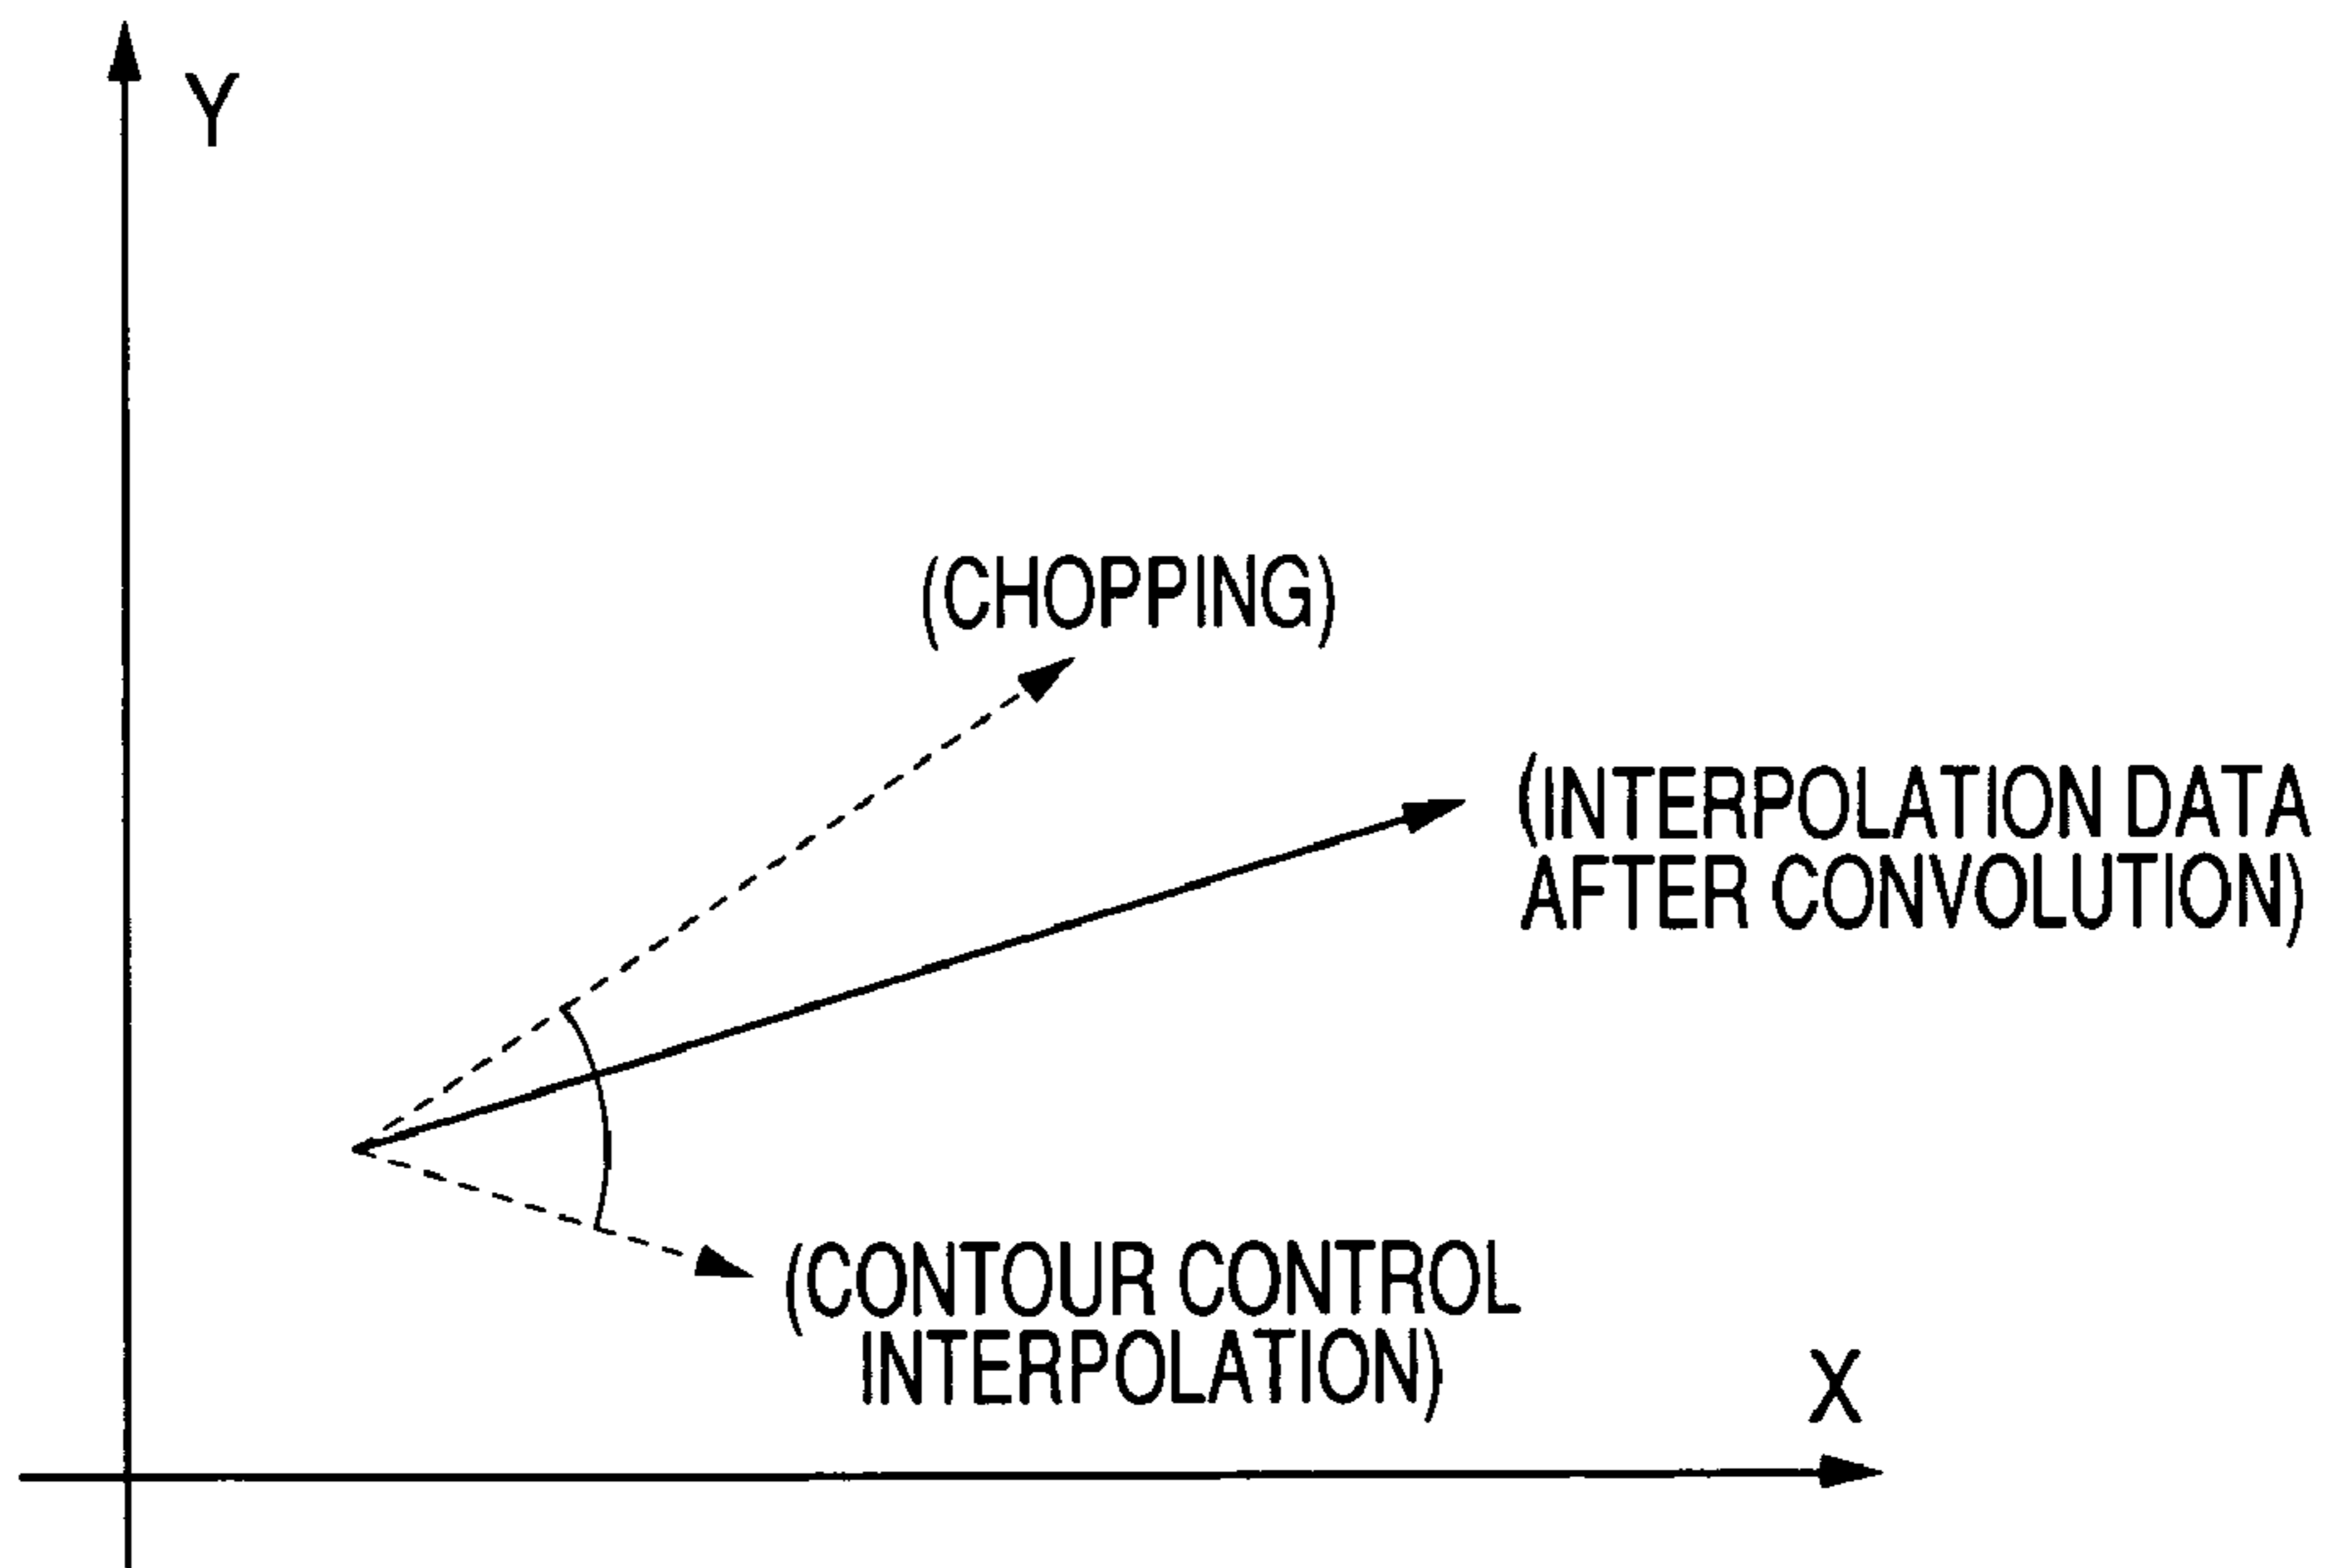 Y
(CHOPPING)
(INTERPOLATION DATA
AFTER CONVOLUTION)
(CONTOUR CONTROL
INTERPOLATION)
X